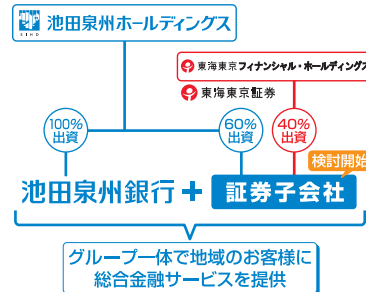 池田泉州ホールディングス
SIHD
東海東京フィナンシャル・ホールディングス
東海東京証券
100%
出資
60%
出資
40%
出資
検討開始
池田泉州銀行＋証券子会社
グループ一体で地域のお客様に
総合金融サービスを提供